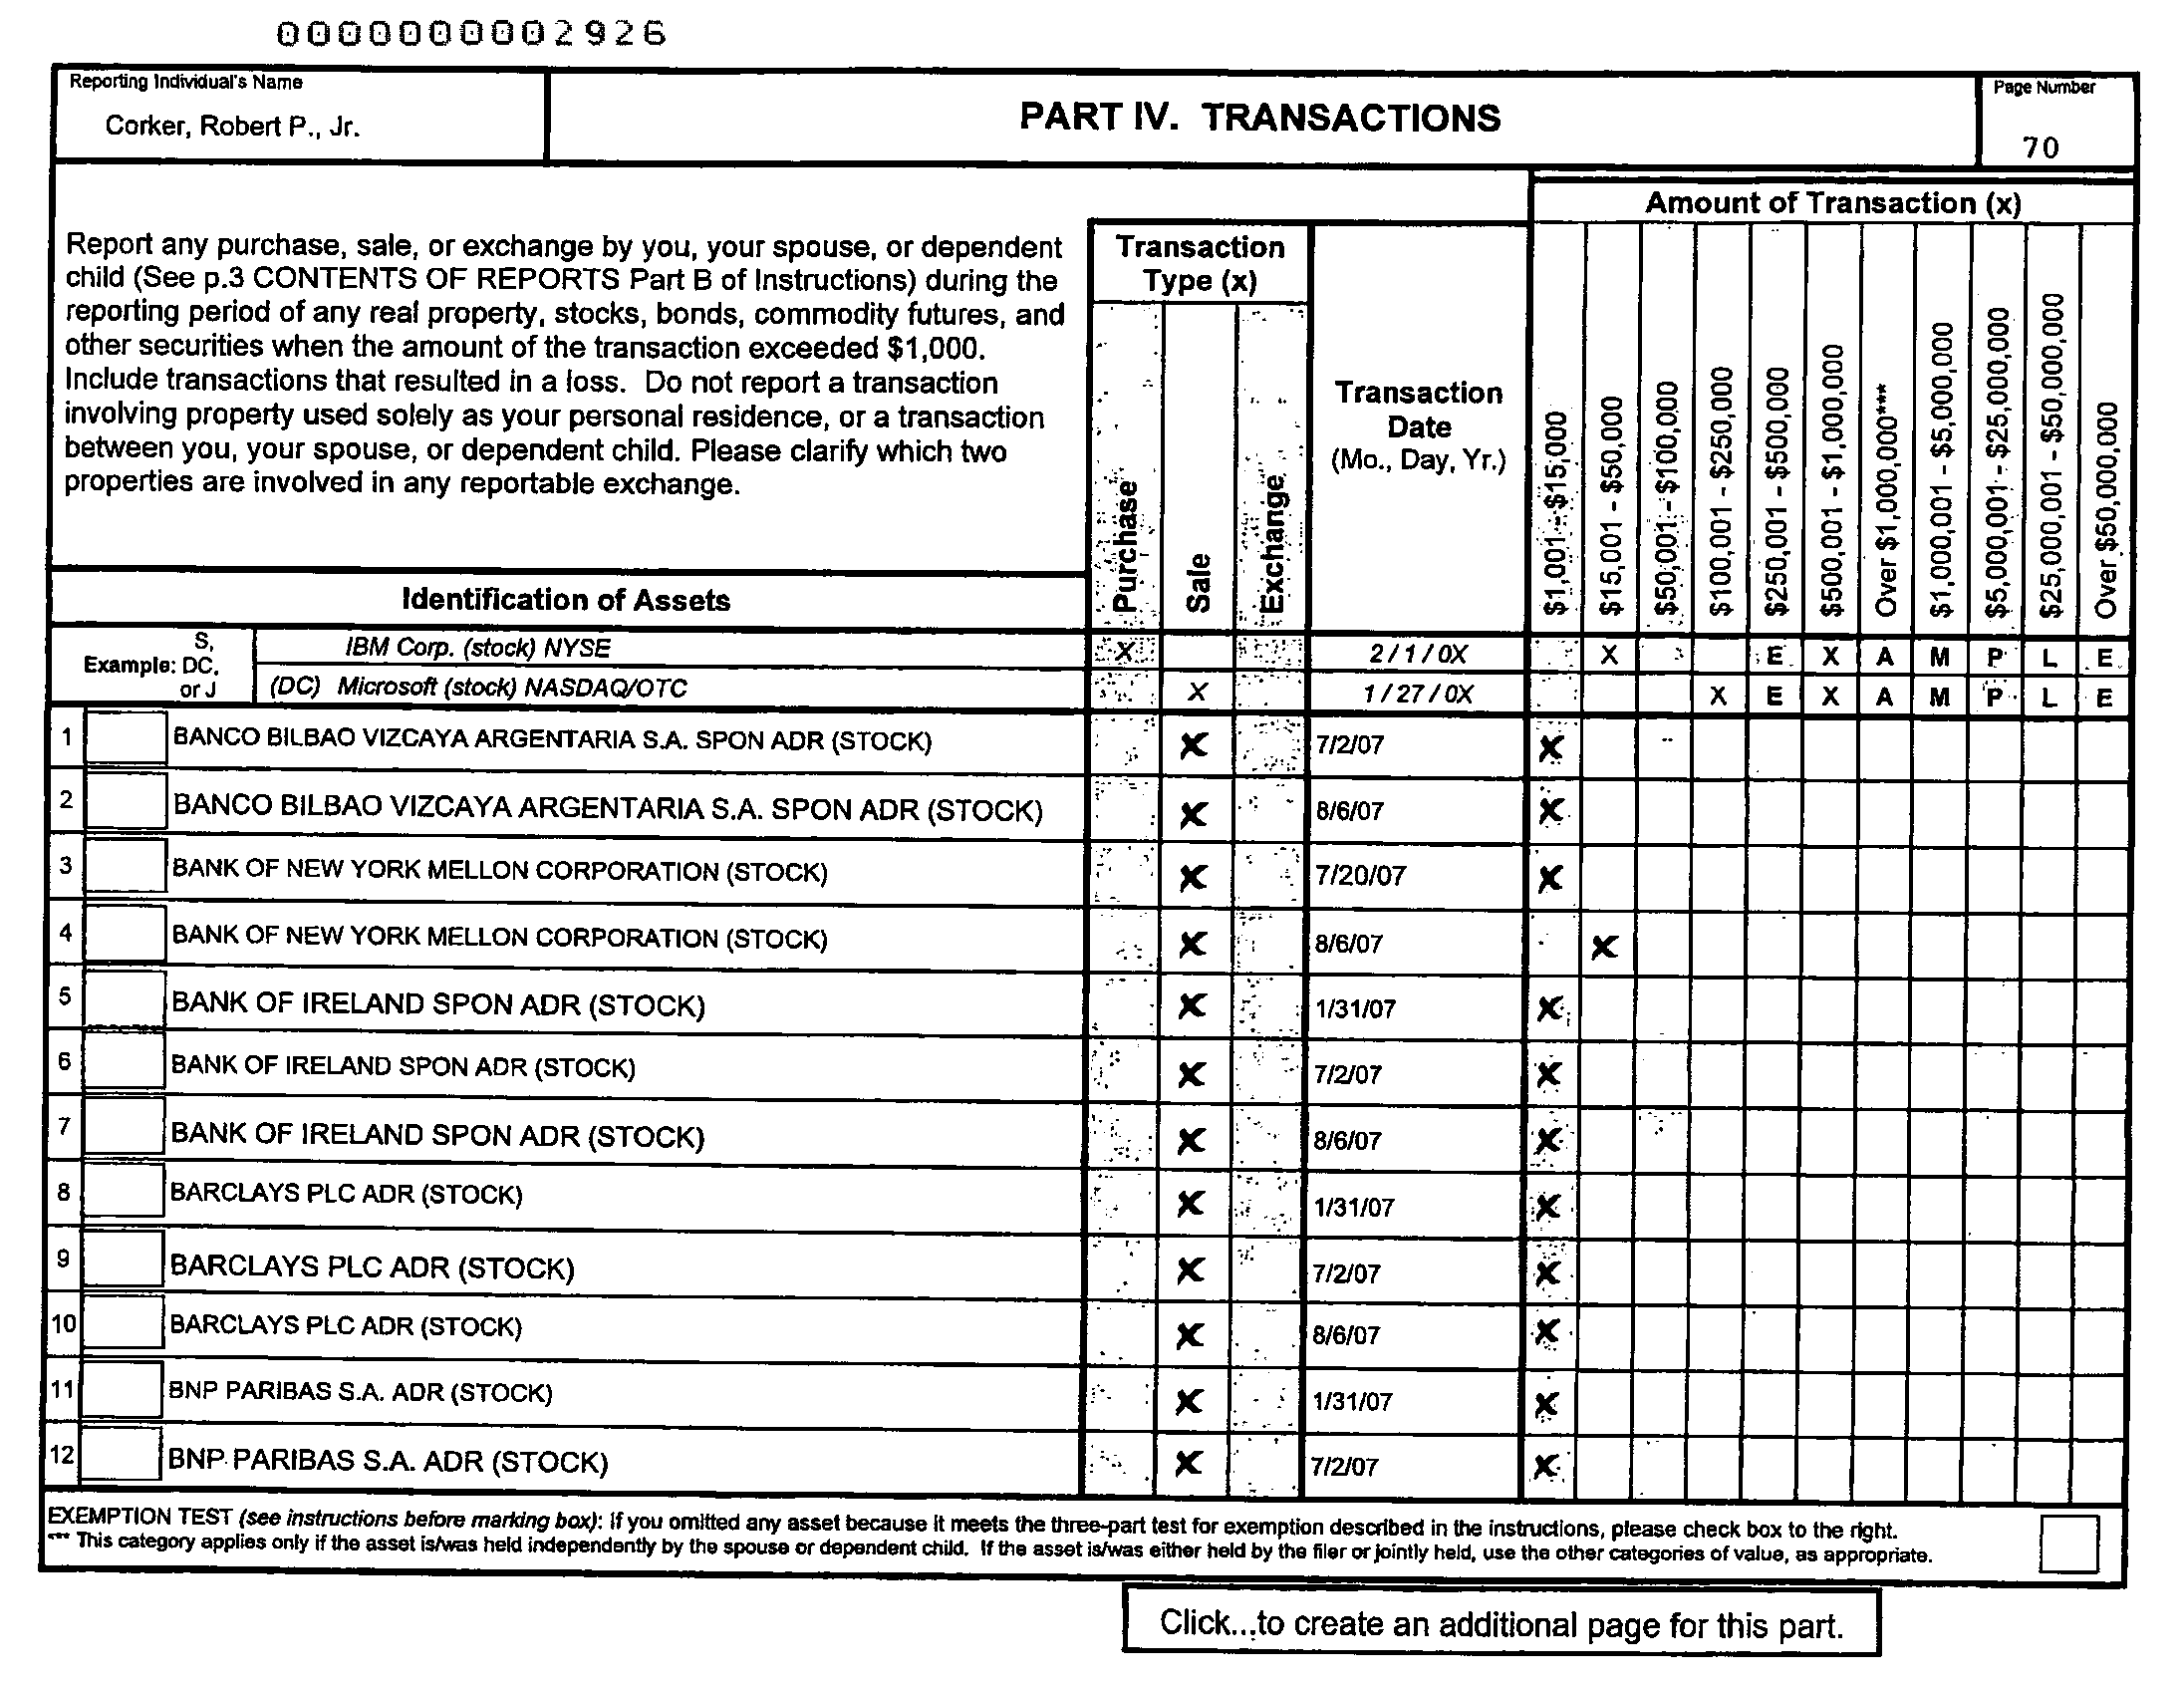 0000000002926
Reporting Individual's Name
Corker, Robert P., Jr.
PART IV. TRANSACTIONS
Page Number
70
Amount of Transaction (x)
Report any purchase, sale, or exchange by you, your spouse, or dependent
child (See p.3 CONTENTS OF REPORTS Part B of Instructions) during the
reporting period of any real property, stocks, bonds, commodity futures, and
other securities when the amount of the transaction exceeded $1,000.
Include transactions that resulted in a loss. Do not report a transaction
involving property used solely as your personal residence, or a transaction
between you, your spouse, or dependent child. Please clarify which two
properties are involved in any reportable exchange.
Transaction
Type (x)
Purchase
Sale
Exchange
Transaction
Date
(Mo., Day, Yr.)
$1,001 - $15,000
$15,001 - $50,000
$50,001 - $100,000
$100,001 - $250,000
$250,001 - $500,000
$500,001 - $1,000,000
Over $1,000,000***
$1,000,001 - $5,000,000
$5,000,001 - $25,000,000
$25,000,001 - $50,000,000
Over $50,000,000
Identification of Assets
Example: S, DC, or J
IBM Corp. (stock) NYSE X 2/1/0X X E X A M P L E
(DC) Microsoft (stock) NASDAQ/OTC X 1/27/0X X E X A M P L E
1 BANCO BILBAO VIZCAYA ARGENTARIA S.A. SPON ADR (STOCK) X 7/2/07 X
2 BANCO BILBAO VIZCAYA ARGENTARIA S.A. SPON ADR (STOCK) X 8/6/07 X
3 BANK OF NEW YORK MELLON CORPORATION (STOCK) X 7/20/07 X
4 BANK OF NEW YORK MELLON CORPORATION (STOCK) X 8/6/07 X
5 BANK OF IRELAND SPON ADR (STOCK) X 1/31/07 X
6 BANK OF IRELAND SPON ADR (STOCK) X 7/2/07 X
7 BANK OF IRELAND SPON ADR (STOCK) X 8/6/07 X
8 BARCLAYS PLC ADR (STOCK) X 1/31/07 X
9 BARCLAYS PLC ADR (STOCK) X 7/2/07 X
10 BARCLAYS PLC ADR (STOCK) X 8/6/07 X
11 BNP PARIBAS S.A. ADR (STOCK) X 1/31/07 X
12 BNP PARIBAS S.A. ADR (STOCK) X 7/2/07 X
EXEMPTION TEST (see instructions before marking box): If you omitted any asset because it meets the three-part test for exemption described in the instructions, please check box to the right.
*** This category applies only if the asset is/was held independently by the spouse or dependent child. If the asset is/was either held by the filer or jointly held, use the other categories of value, as appropriate.
Click...to create an additional page for this part.